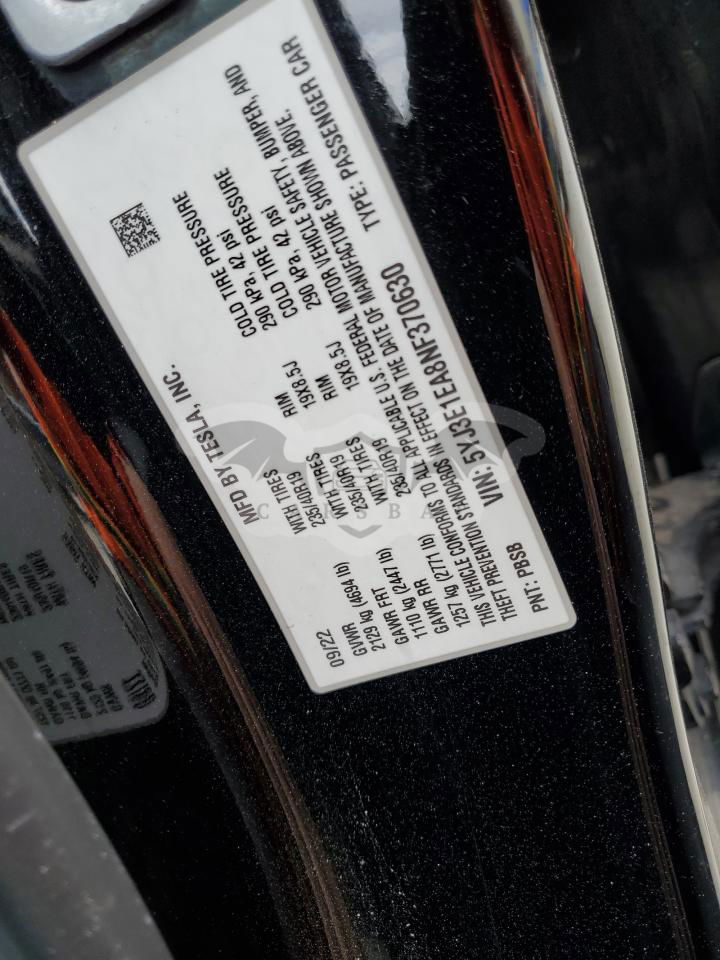 MFD BY TESLA, INC.
09/22
GVWR
2129 kg (4694 lb)
GAWR FRT WITH TIRES RIM COLD TIRE PRESSURE
1110 kg (2447 lb) 235/40R19 19X8.5J 290 kPa, 42 psi
GAWR RR WITH TIRES RIM COLD TIRE PRESSURE
1257 kg (2771 lb) 235/40R19 19X8.5J 290 kPa, 42 psi
THIS VEHICLE CONFORMS TO ALL APPLICABLE U.S. FEDERAL MOTOR VEHICLE SAFETY, BUMPER, AND
THEFT PREVENTION STANDARDS IN EFFECT ON THE DATE OF MANUFACTURE SHOWN ABOVE.
PNT: PBSB VIN: 5YJ3E1EA8NF370630 TYPE: PASSENGER CAR